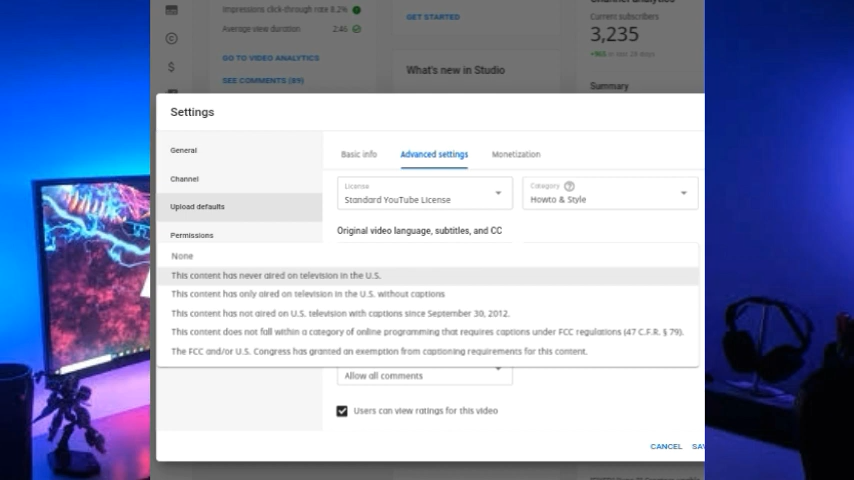 Impressions click-through rate 8.2%
Average view duration 2:46
GO TO VIDEO ANALYTICS
SEE COMMENTS (89)
GET STARTED
What's new in Studio
Current subscribers
3,235
+965 in last 28 days
Summary
Settings
General
Channel
Upload defaults
Permissions
Basic info
Advanced settings
Monetization
License
Standard YouTube License
Category
Howto & Style
Original video language, subtitles, and CC
None
This content has never aired on television in the U.S.
This content has only aired on television in the U.S. without captions
This content has not aired on U.S. television with captions since September 30, 2012.
This content does not fall within a category of online programming that requires captions under FCC regulations (47 C.F.R. § 79).
The FCC and/or U.S. Congress has granted an exemption from captioning requirements for this content.
Allow all comments
Users can view ratings for this video
CANCEL
SAV